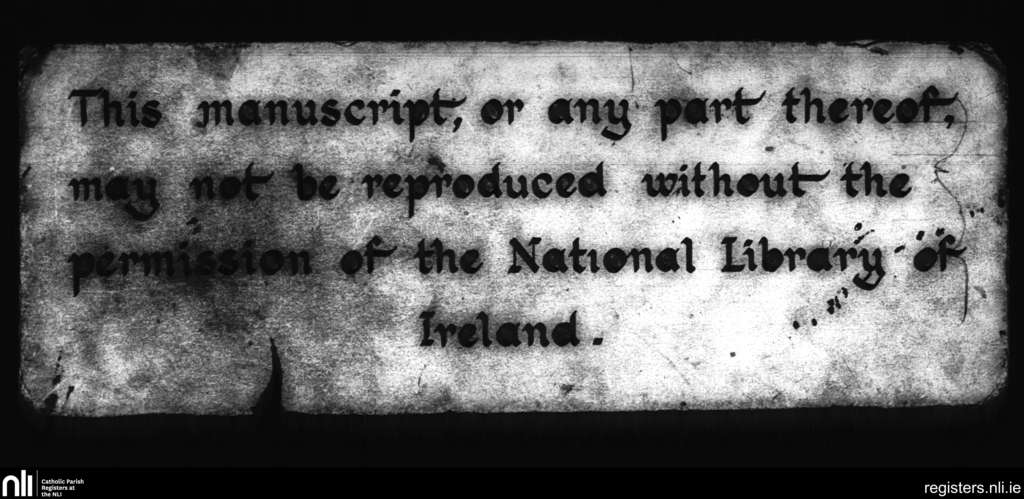 This manuscript, or any part thereof,
may not be reproduced without the
permission of the National Library of
Ireland.
nli
Catholic Parish
Registers at
the NLI
registers.nli.ie